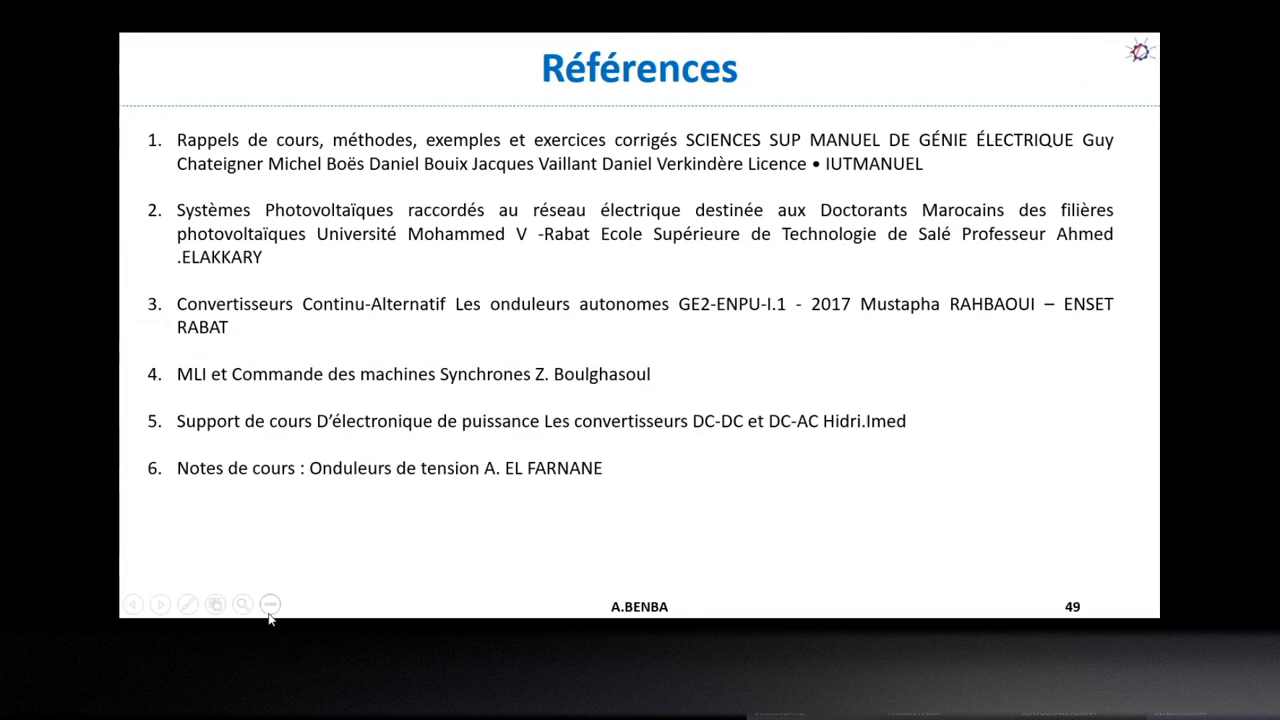 Références
1. Rappels de cours, méthodes, exemples et exercices corrigés SCIENCES SUP MANUEL DE GÉNIE ÉLECTRIQUE Guy
Chateigner Michel Boës Daniel Bouix Jacques Vaillant Daniel Verkindère Licence • IUTMANUEL
2. Systèmes Photovoltaïques raccordés au réseau électrique destinée aux Doctorants Marocains des filières
photovoltaïques Université Mohammed V -Rabat Ecole Supérieure de Technologie de Salé Professeur Ahmed
.ELAKKARY
3. Convertisseurs Continu-Alternatif Les onduleurs autonomes GE2-ENPU-I.1 - 2017 Mustapha RAHBAOUI – ENSET
RABAT
4. MLI et Commande des machines Synchrones Z. Boulghasoul
5. Support de cours D’électronique de puissance Les convertisseurs DC-DC et DC-AC Hidri.Imed
6. Notes de cours : Onduleurs de tension A. EL FARNANE
A.BENBA
49